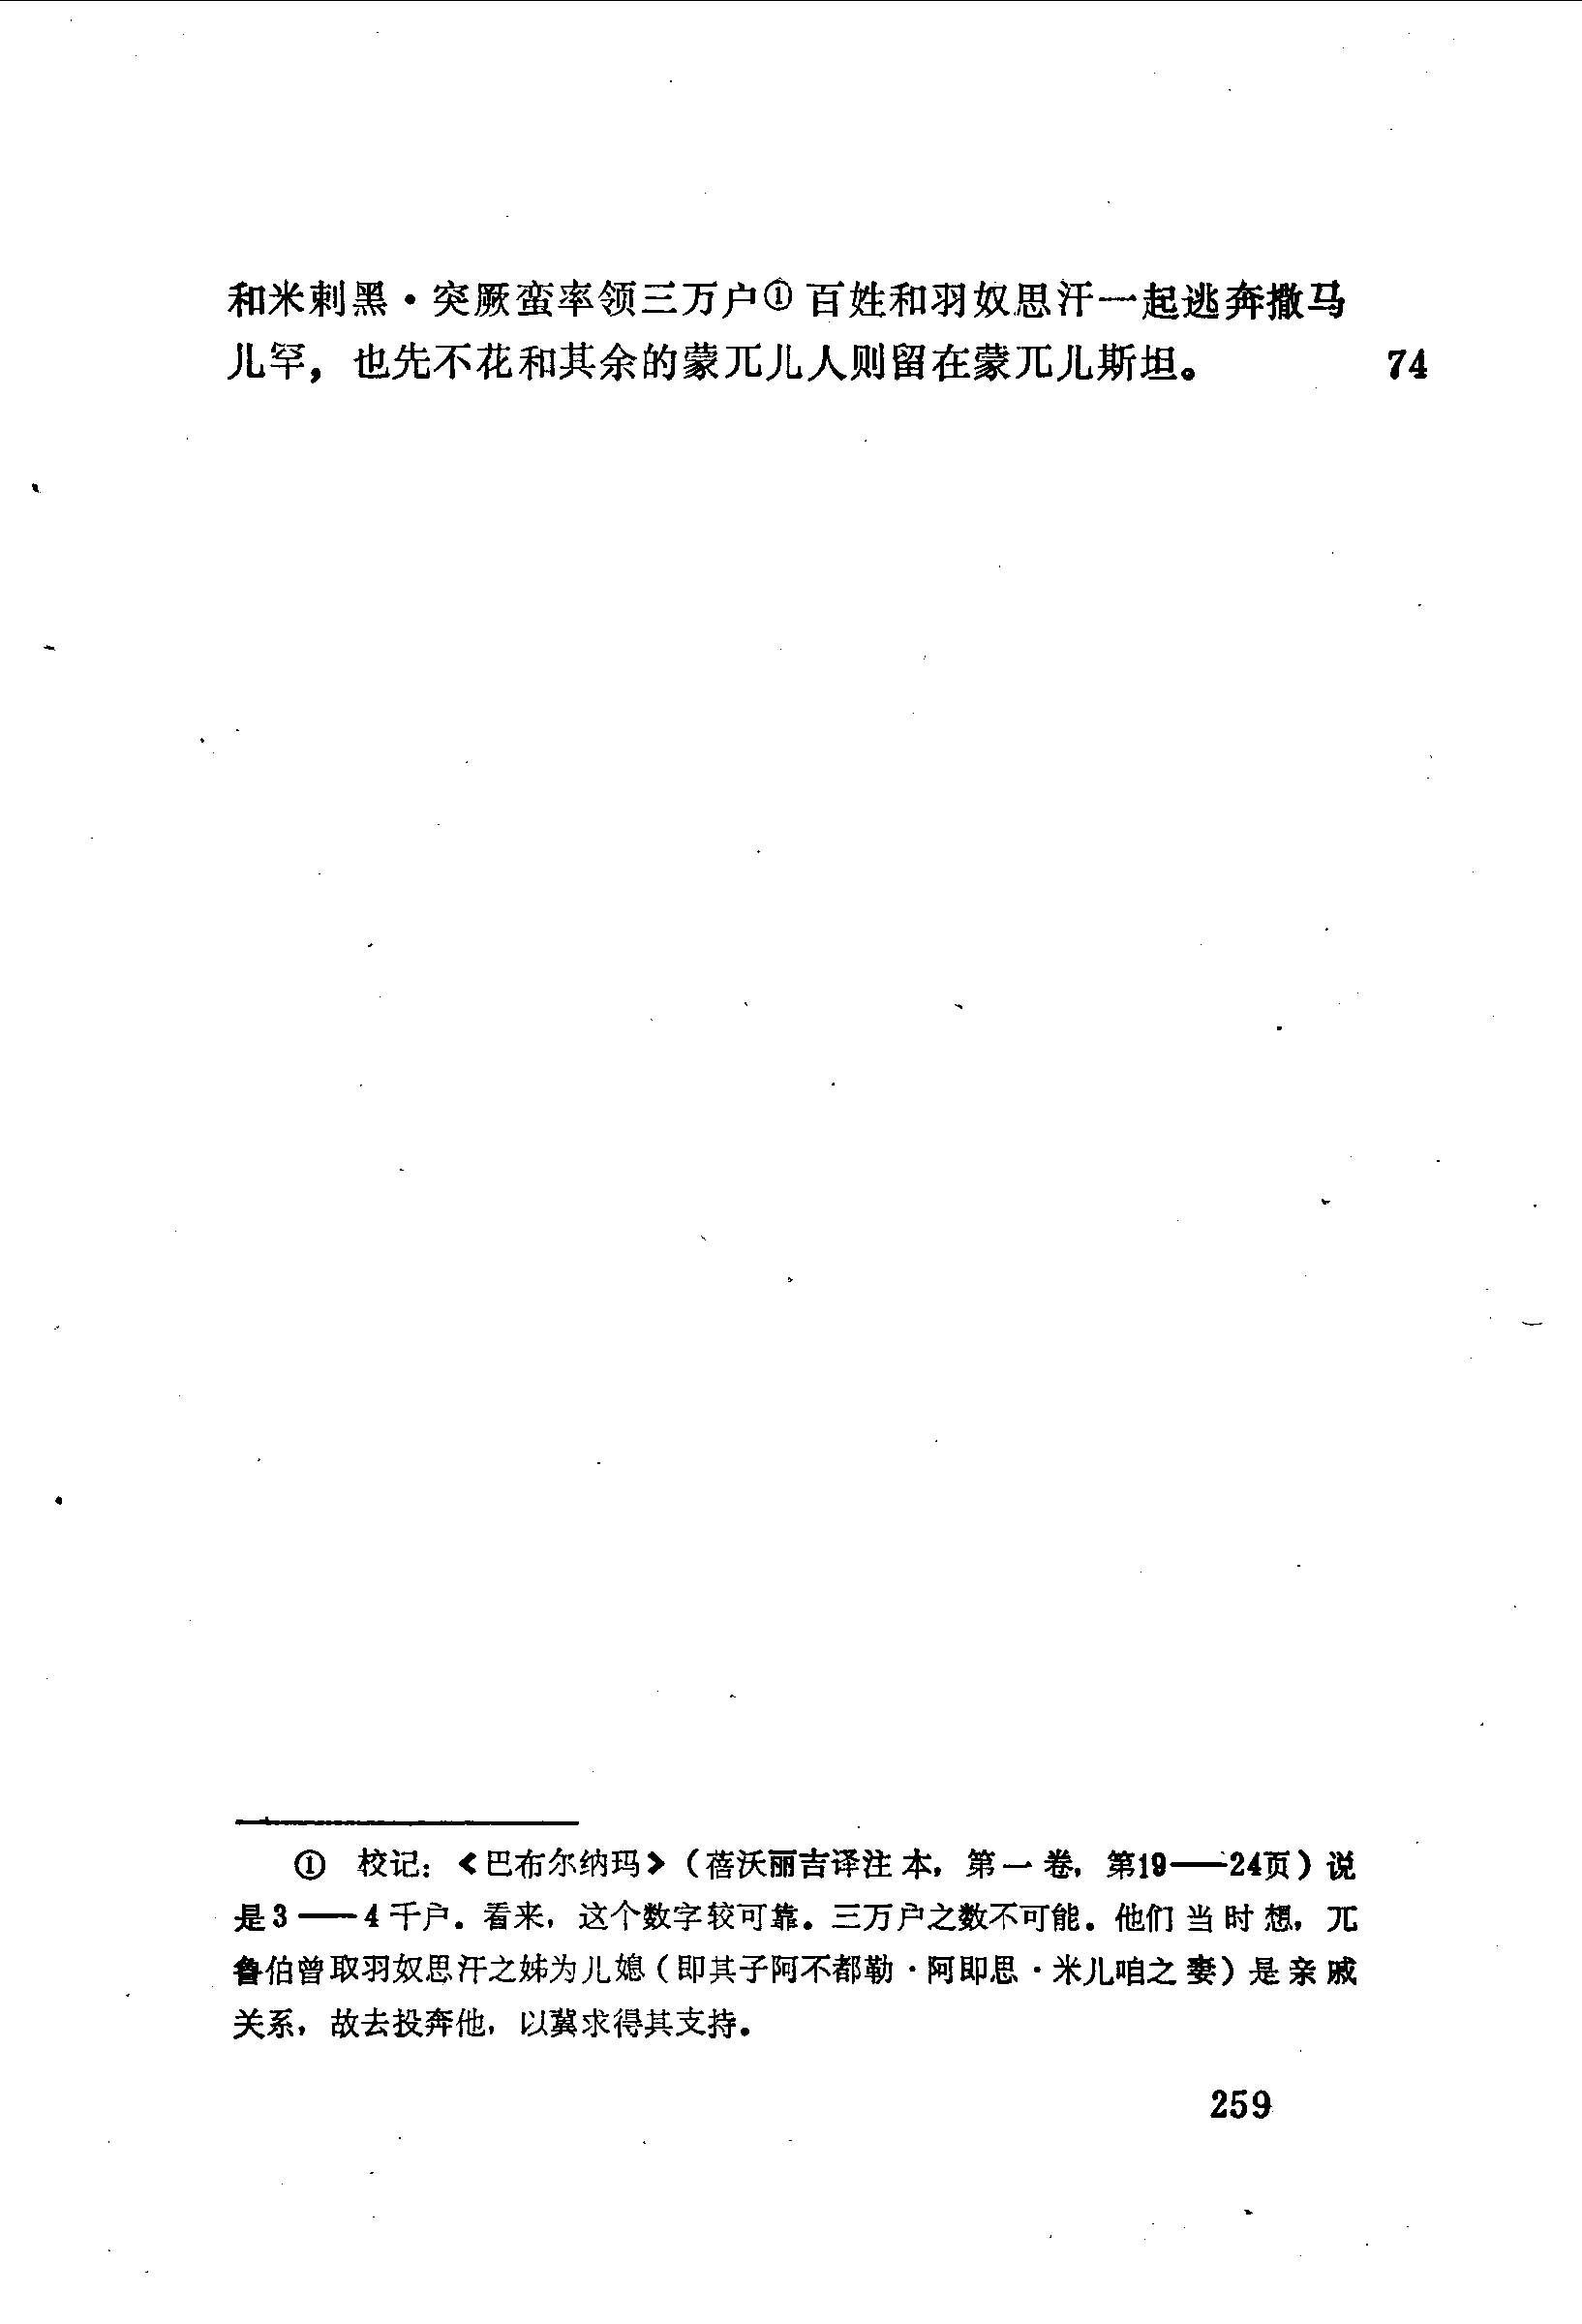 和米剌黑·突厥蛮率领三万户①百姓和羽奴思汗一起逃奔撒马
儿罕，也先不花和其余的蒙兀儿人则留在蒙兀儿斯坦。 74
① 校记：《巴布尔纳玛》（蓓沃丽吉译注本，第一卷，第19——24页）说
是3——4千户。看来，这个数字较可靠。三万户之数不可能。他们当时想，兀
鲁伯曾取羽奴思汗之姊为儿媳（即其子阿不都勒·阿即思·米儿咱之妻）是亲戚
关系，故去投奔他，以冀求得其支持。
259